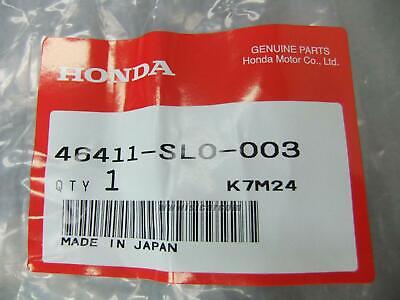 HONDA
GENUINE PARTS
Honda Motor Co., Ltd.
46411-SL0-003
QTY 1
K7M24
MADE IN JAPAN